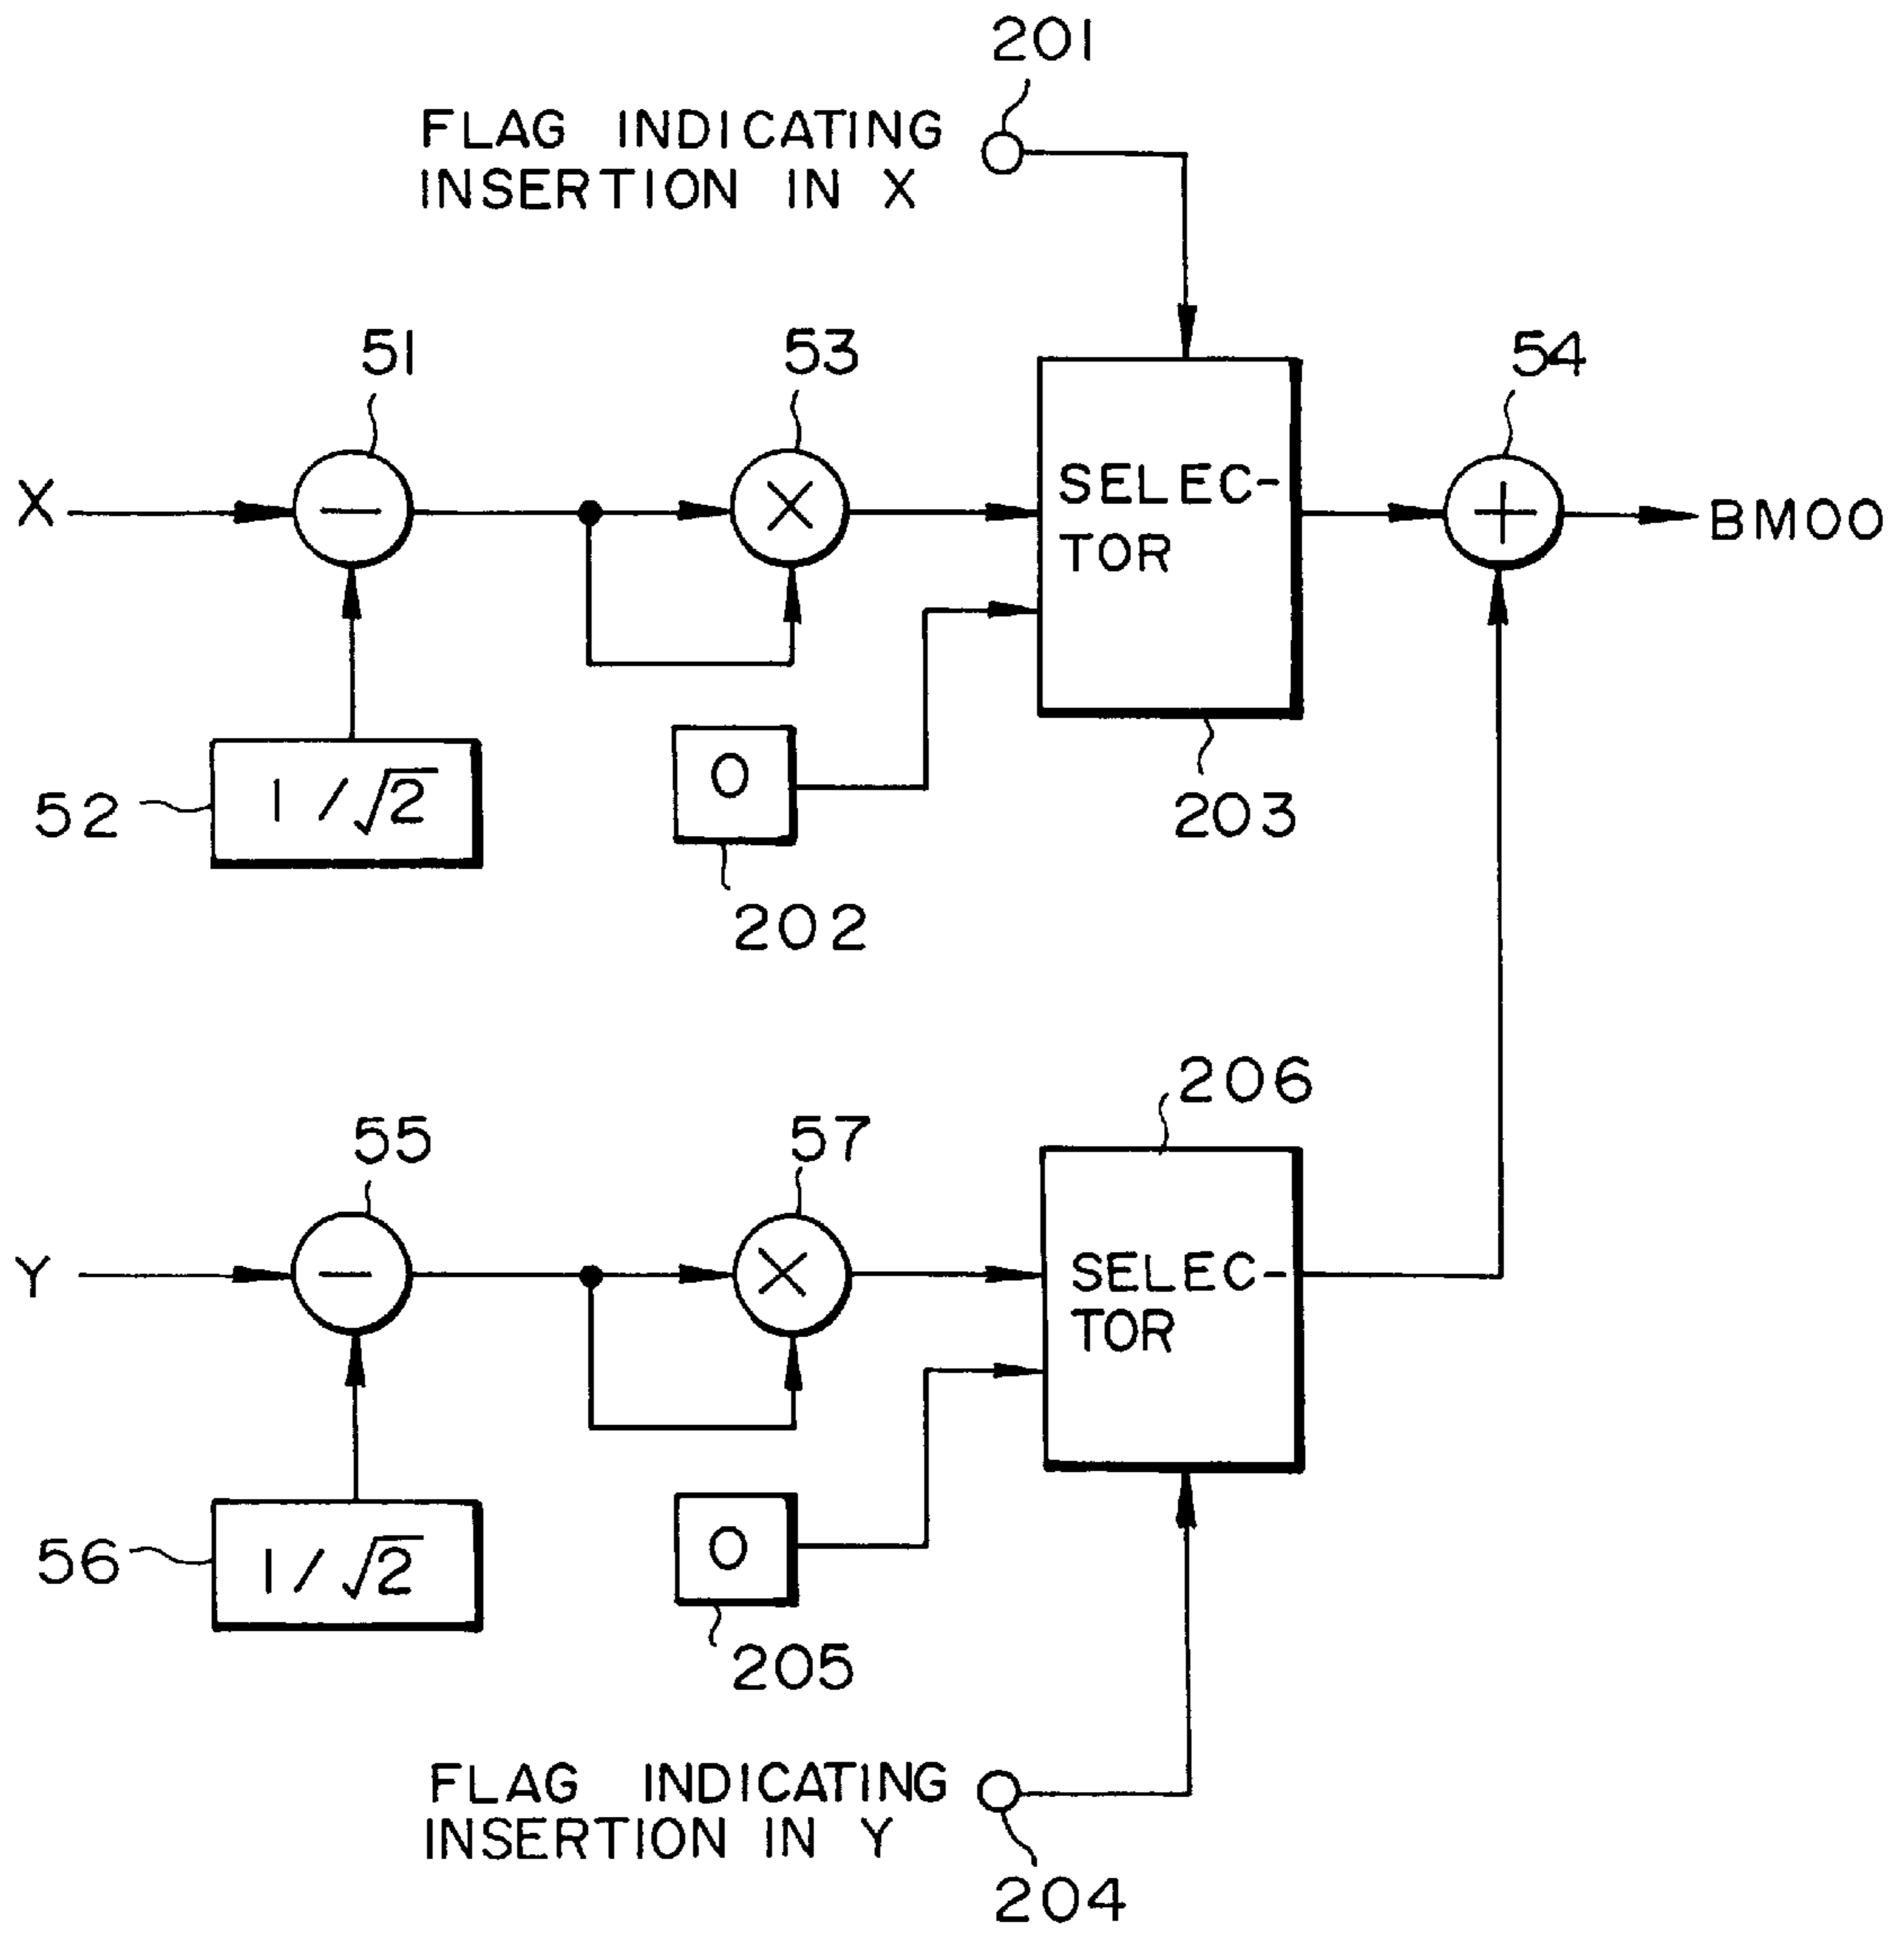 201
FLAG INDICATING
INSERTION IN X
51
53
54
X
−
×
SELEC-
TOR
+
BM00
1/√2
52
0
203
202
206
55
57
Y
−
×
SELEC-
TOR
1/√2
56
0
205
FLAG INDICATING
INSERTION IN Y
204